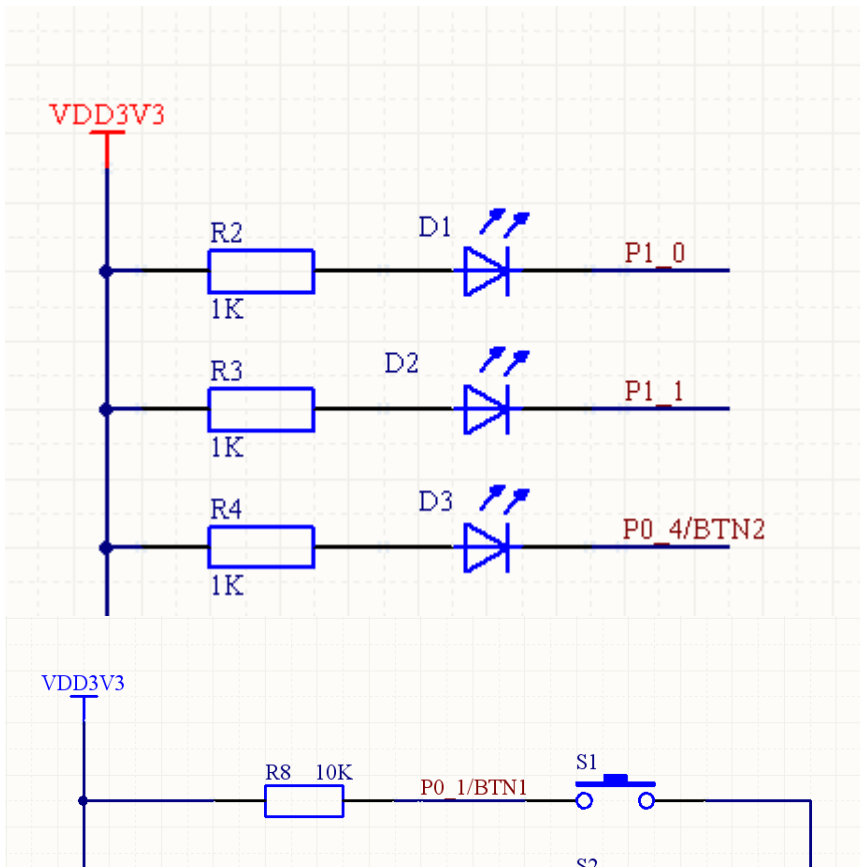 VDD3V3
R2
D1
P1_0
1K
R3
D2
P1_1
1K
R4
D3
P0_4/BTN2
1K
VDD3V3
R8 10K
P0_1/BTN1
S1
S2